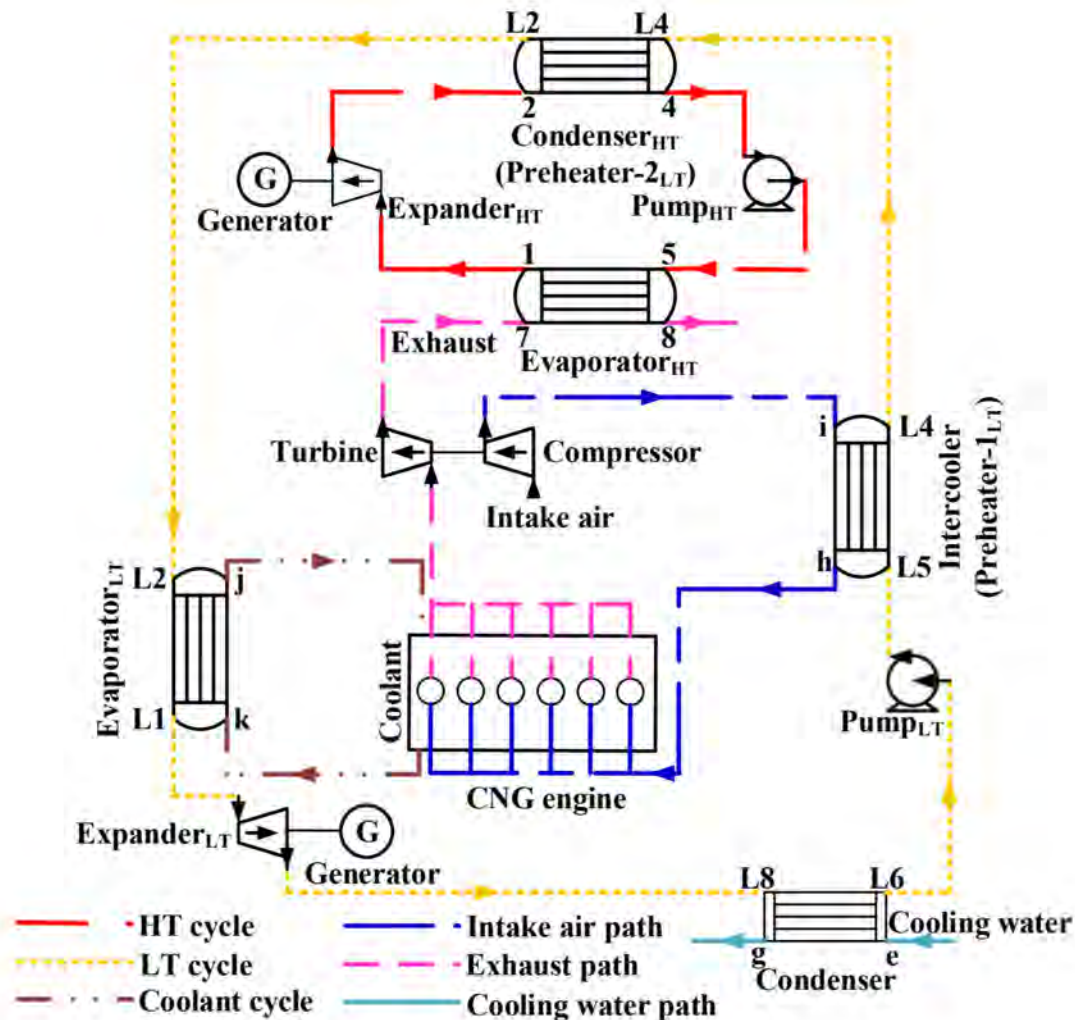 L2 L4
2 4
Condenser_HT
(Preheater-2_LT)
G
Generator
Expander_HT
Pump_HT
1 5
7 8
Exhaust
Evaporator_HT
Turbine
Compressor
Intake air
i L4
h L5
Intercooler
(Preheater-1_LT)
Evaporator_LT
L2 j
L1 k
Coolant
CNG engine
Pump_LT
Expander_LT
G
Generator
L8 L6
Cooling water
g e
Condenser
HT cycle
LT cycle
Coolant cycle
Intake air path
Exhaust path
Cooling water path